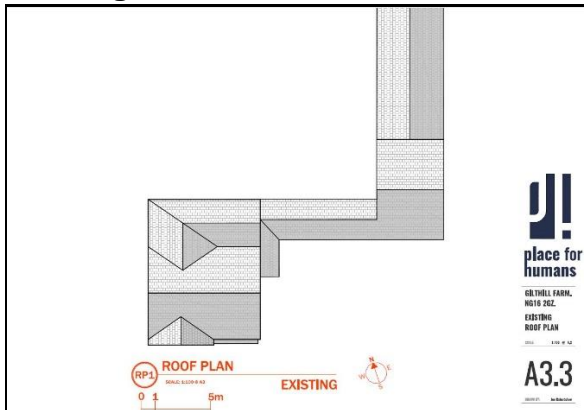 place for
humans
GILTHILL FARM,
NG16 2GZ.
EXISTING
ROOF PLAN
A3.3
RP1
ROOF PLAN
EXISTING
N
W E
S
0 1 5m